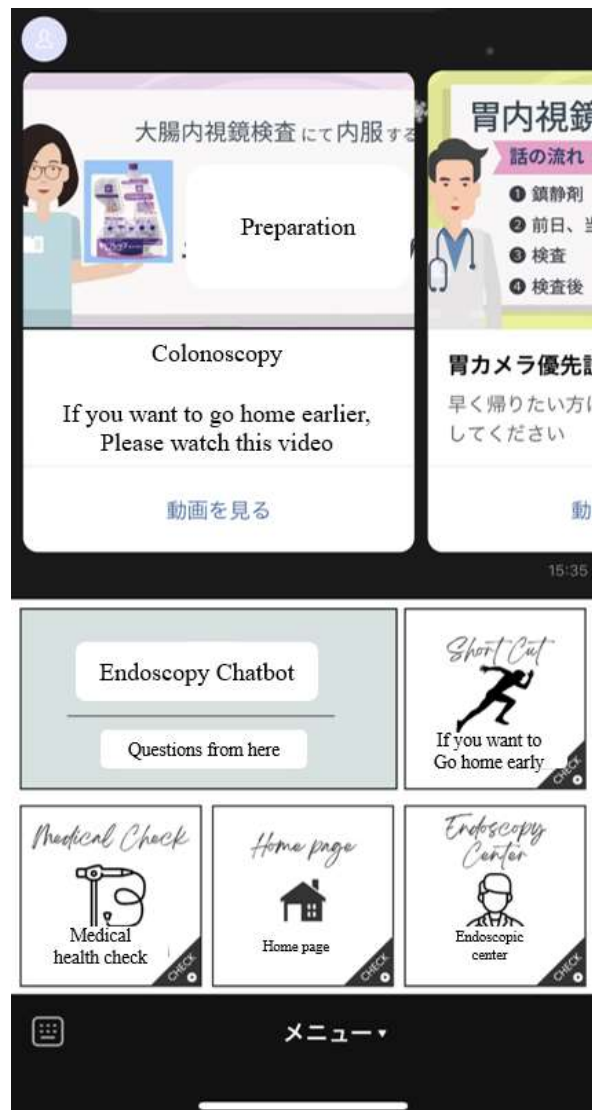 大腸内視鏡検査にて内服する
Preparation
Colonoscopy
If you want to go home earlier,
Please watch this video
動画を見る
胃内視鏡
話の流れ
❶ 鎮静剤
❷ 前日、
❸ 検査
❹ 検査後
胃カメラ優先
早く帰りたい方に
してください
動
15:35
Endoscopy Chatbot
Questions from here
Short Cut
If you want to
Go home early
CHECK
Medical Check
Medical
health check
CHECK
Home page
Home page
CHECK
Endoscopy
Center
Endoscopic
center
CHECK
メニュー▼